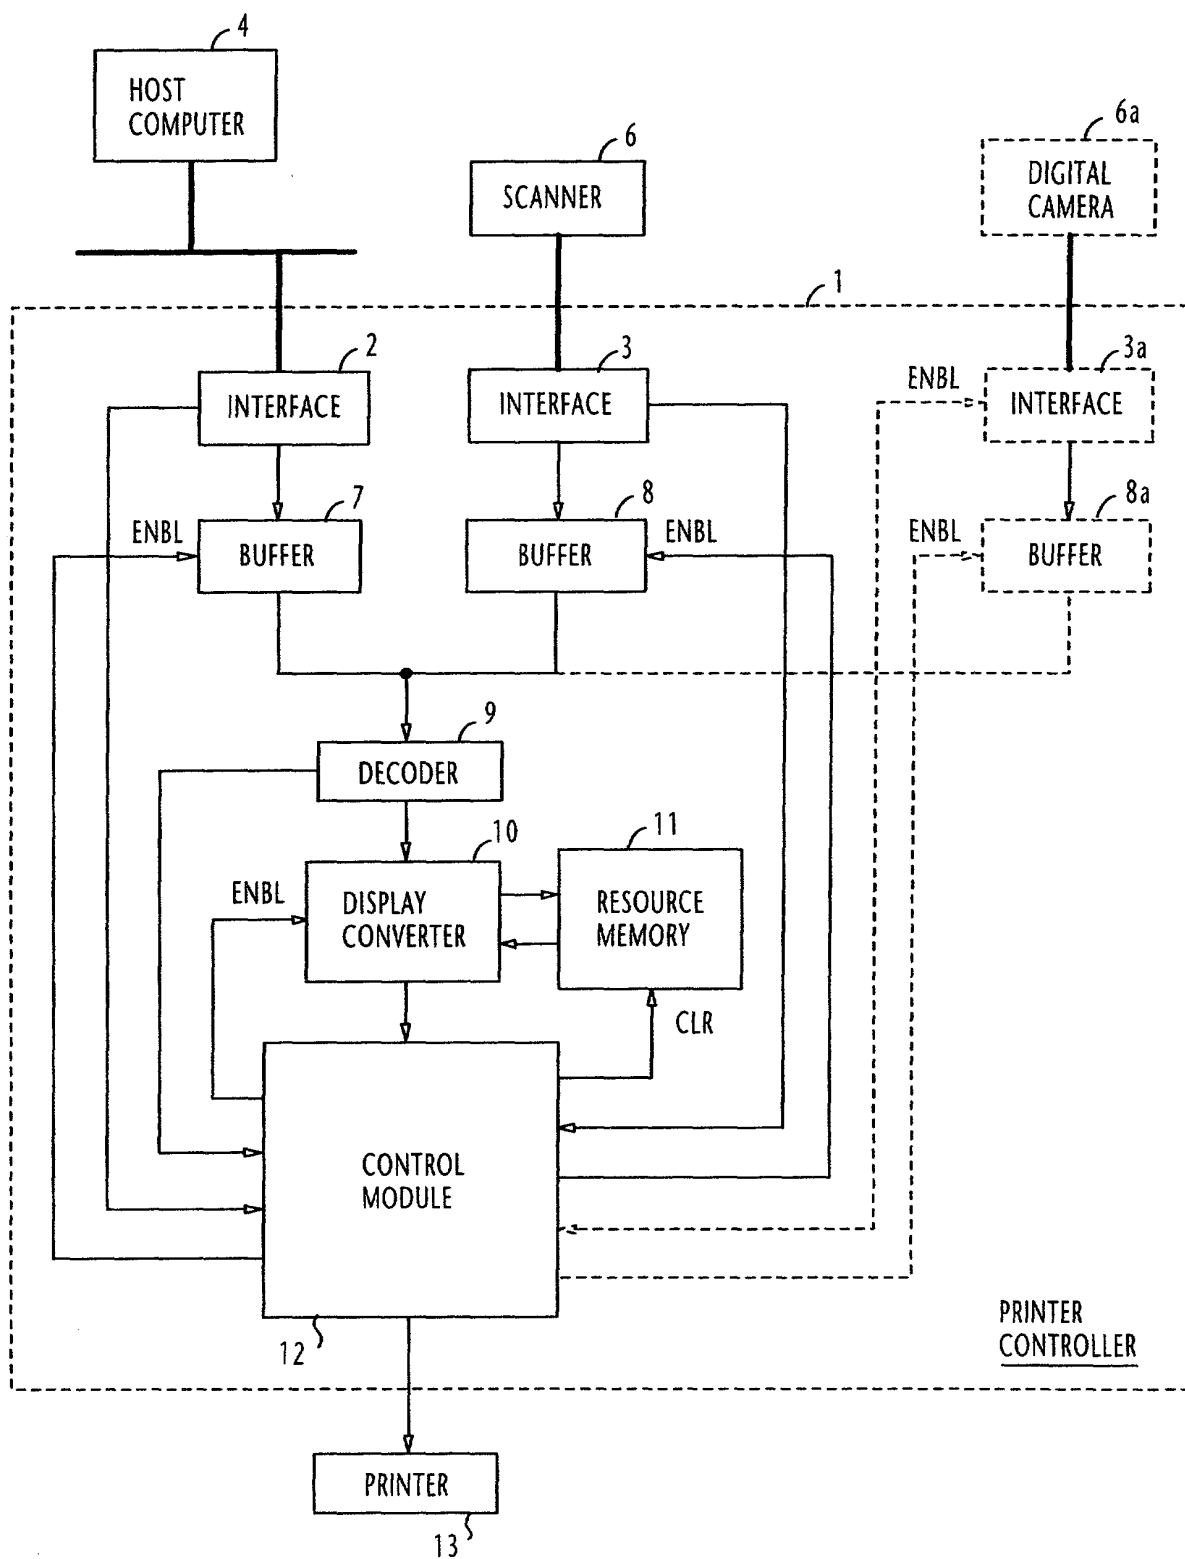 4
HOST
COMPUTER
6
SCANNER
6a
DIGITAL
CAMERA
1
2
INTERFACE
3
INTERFACE
3a
ENBL
INTERFACE
7
ENBL
BUFFER
8
ENBL
BUFFER
8a
ENBL
BUFFER
9
DECODER
10
ENBL
DISPLAY
CONVERTER
11
RESOURCE
MEMORY
CLR
CONTROL
MODULE
12
PRINTER
CONTROLLER
PRINTER
13